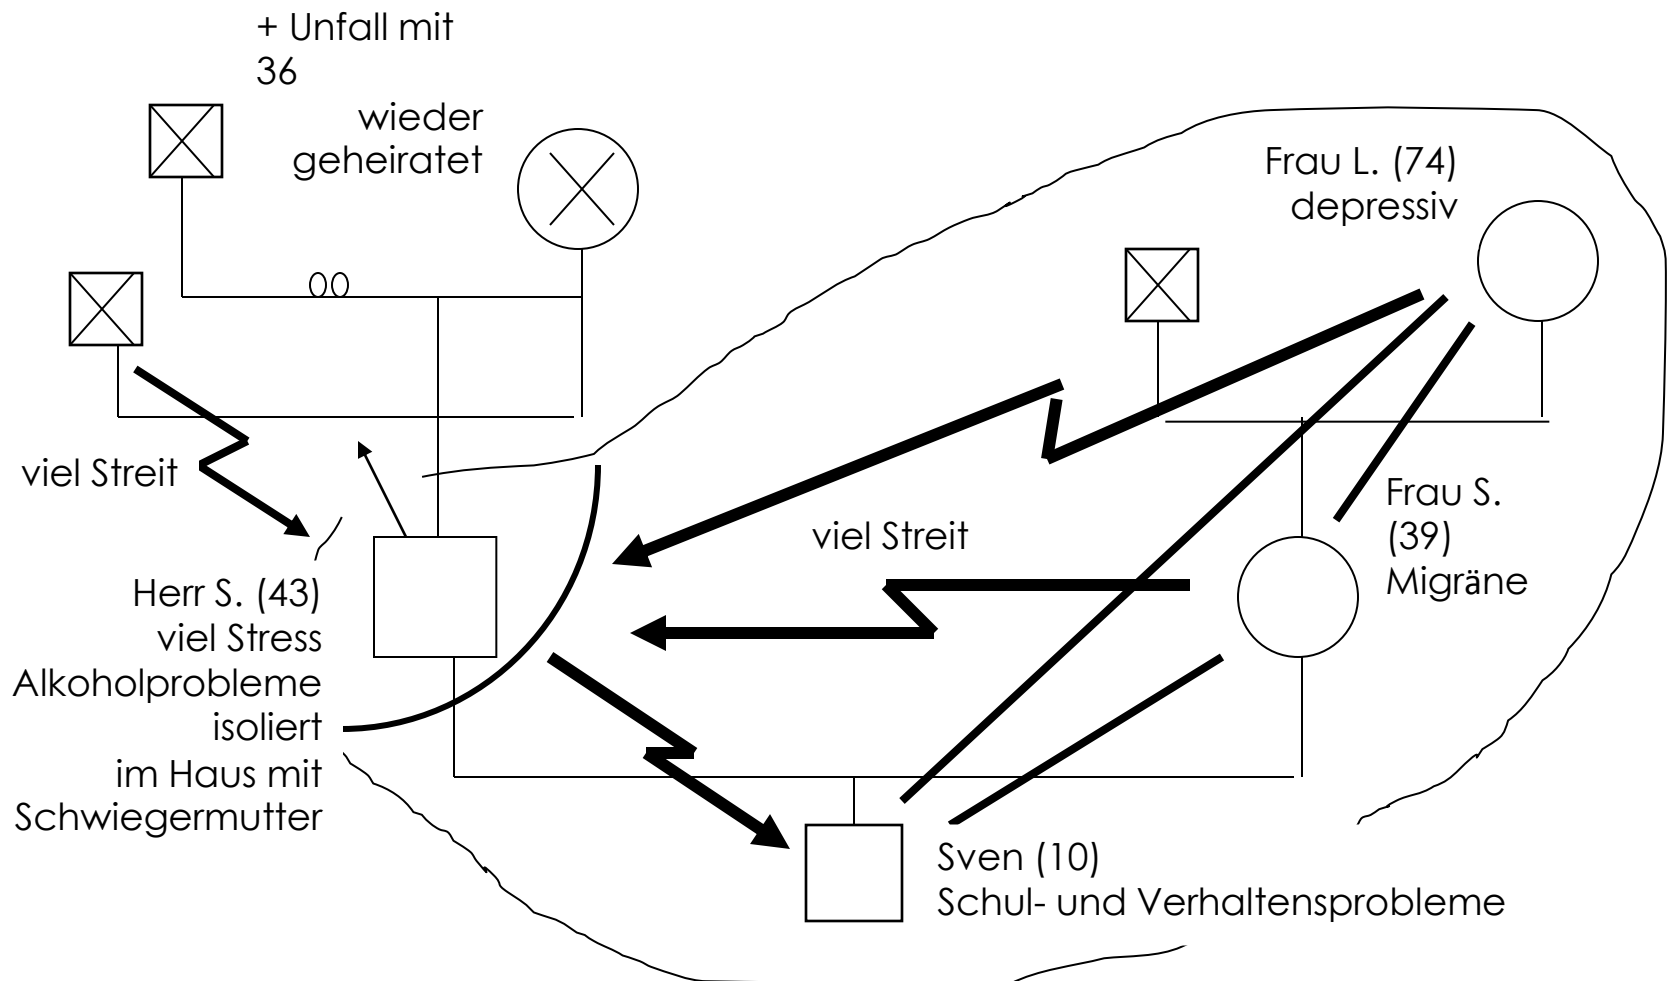 + Unfall mit
36
wieder
geheiratet
Frau L. (74)
depressiv
viel Streit
Frau S.
(39)
Migräne
viel Streit
Herr S. (43)
viel Stress
Alkoholprobleme
isoliert
im Haus mit
Schwiegermutter
Sven (10)
Schul- und Verhaltensprobleme